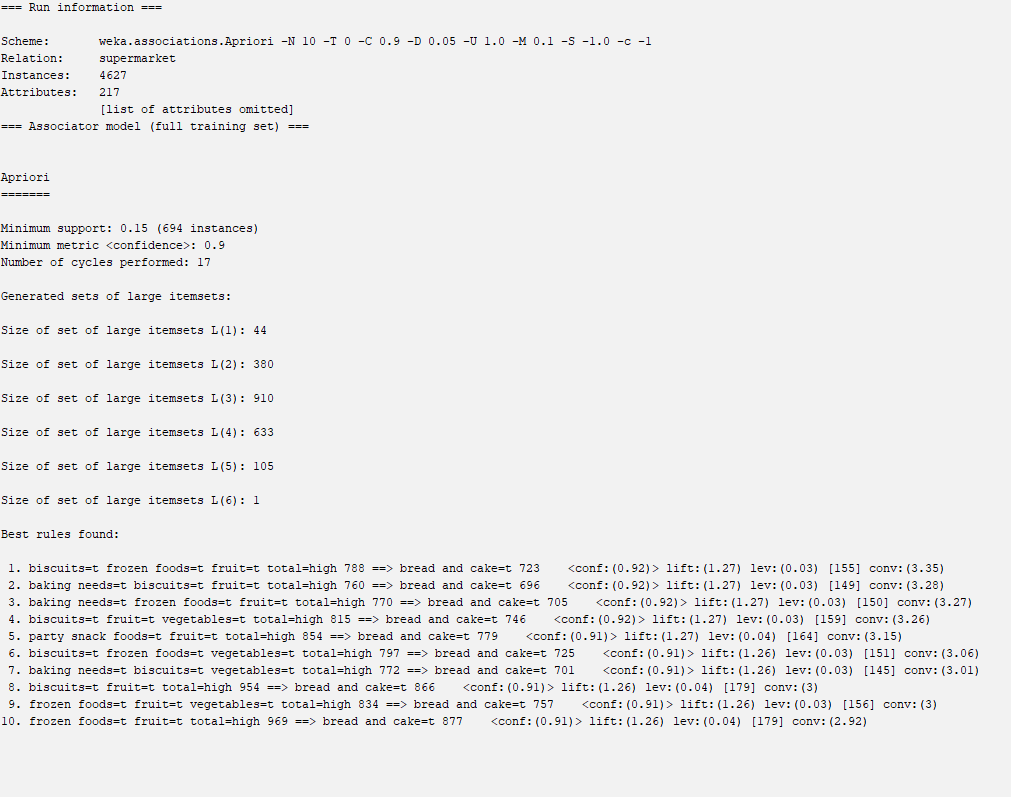 === Run information ===
Scheme: weka.associations.Apriori -N 10 -T 0 -C 0.9 -D 0.05 -U 1.0 -M 0.1 -S -1.0 -c -1
Relation: supermarket
Instances: 4627
Attributes: 217
[list of attributes omitted]
=== Associator model (full training set) ===
Apriori
=======
Minimum support: 0.15 (694 instances)
Minimum metric <confidence>: 0.9
Number of cycles performed: 17
Generated sets of large itemsets:
Size of set of large itemsets L(1): 44
Size of set of large itemsets L(2): 380
Size of set of large itemsets L(3): 910
Size of set of large itemsets L(4): 633
Size of set of large itemsets L(5): 105
Size of set of large itemsets L(6): 1
Best rules found:
1. biscuits=t frozen foods=t fruit=t total=high 788 ==> bread and cake=t 723 <conf:(0.92)> lift:(1.27) lev:(0.03) [155] conv:(3.35)
2. baking needs=t biscuits=t fruit=t total=high 760 ==> bread and cake=t 696 <conf:(0.92)> lift:(1.27) lev:(0.03) [149] conv:(3.28)
3. baking needs=t frozen foods=t fruit=t total=high 770 ==> bread and cake=t 705 <conf:(0.92)> lift:(1.27) lev:(0.03) [150] conv:(3.27)
4. biscuits=t fruit=t vegetables=t total=high 815 ==> bread and cake=t 746 <conf:(0.92)> lift:(1.27) lev:(0.03) [159] conv:(3.26)
5. party snack foods=t fruit=t total=high 854 ==> bread and cake=t 779 <conf:(0.91)> lift:(1.27) lev:(0.04) [164] conv:(3.15)
6. biscuits=t frozen foods=t vegetables=t total=high 797 ==> bread and cake=t 725 <conf:(0.91)> lift:(1.26) lev:(0.03) [151] conv:(3.06)
7. baking needs=t biscuits=t vegetables=t total=high 772 ==> bread and cake=t 701 <conf:(0.91)> lift:(1.26) lev:(0.03) [145] conv:(3.01)
8. biscuits=t fruit=t total=high 954 ==> bread and cake=t 866 <conf:(0.91)> lift:(1.26) lev:(0.04) [179] conv:(3)
9. frozen foods=t fruit=t vegetables=t total=high 834 ==> bread and cake=t 757 <conf:(0.91)> lift:(1.26) lev:(0.03) [156] conv:(3)
10. frozen foods=t fruit=t total=high 969 ==> bread and cake=t 877 <conf:(0.91)> lift:(1.26) lev:(0.04) [179] conv:(2.92)